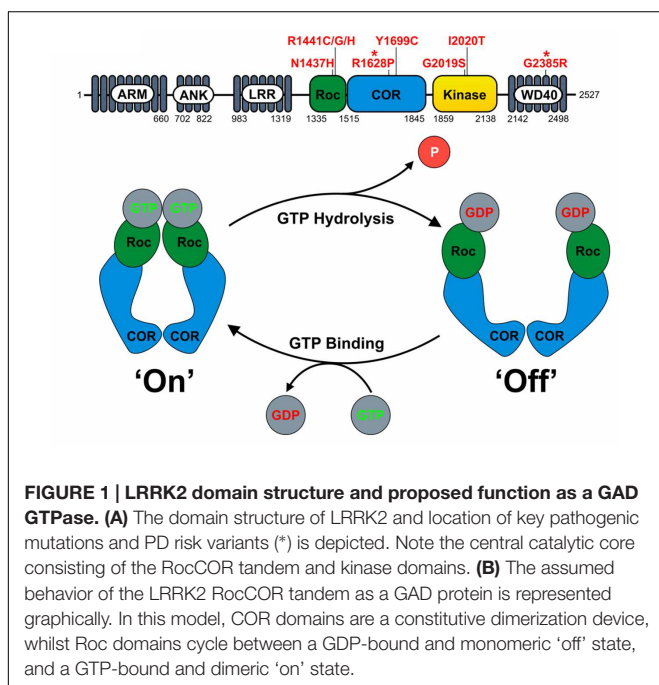 R1441C/G/H Y1699C I2020T
* *
N1437H R1628P G2019S G2385R
1 ARM ANK LRR Roc COR Kinase WD40 2527
660 702 822 983 1319 1335 1515 1845 1859 2138 2142 2498
P
GTP GTP GTP Hydrolysis GDP GDP
Roc Roc Roc Roc
COR COR GTP Binding COR COR
'On' 'Off'
GDP GTP
FIGURE 1 | LRRK2 domain structure and proposed function as a GAD
GTPase. (A) The domain structure of LRRK2 and location of key pathogenic
mutations and PD risk variants (*) is depicted. Note the central catalytic core
consisting of the RocCOR tandem and kinase domains. (B) The assumed
behavior of the LRRK2 RocCOR tandem as a GAD protein is represented
graphically. In this model, COR domains are a constitutive dimerization device,
whilst Roc domains cycle between a GDP-bound and monomeric 'off' state,
and a GTP-bound and dimeric 'on' state.